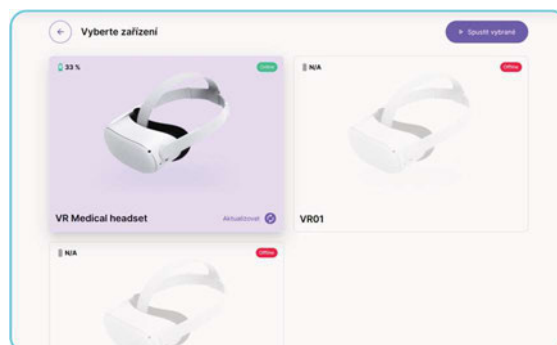 Vyberte zařízení
Spustit vybrané
33 %
Online
N/A
Offline
VR Medical headset
Aktualizovat
VR01
N/A
Offline